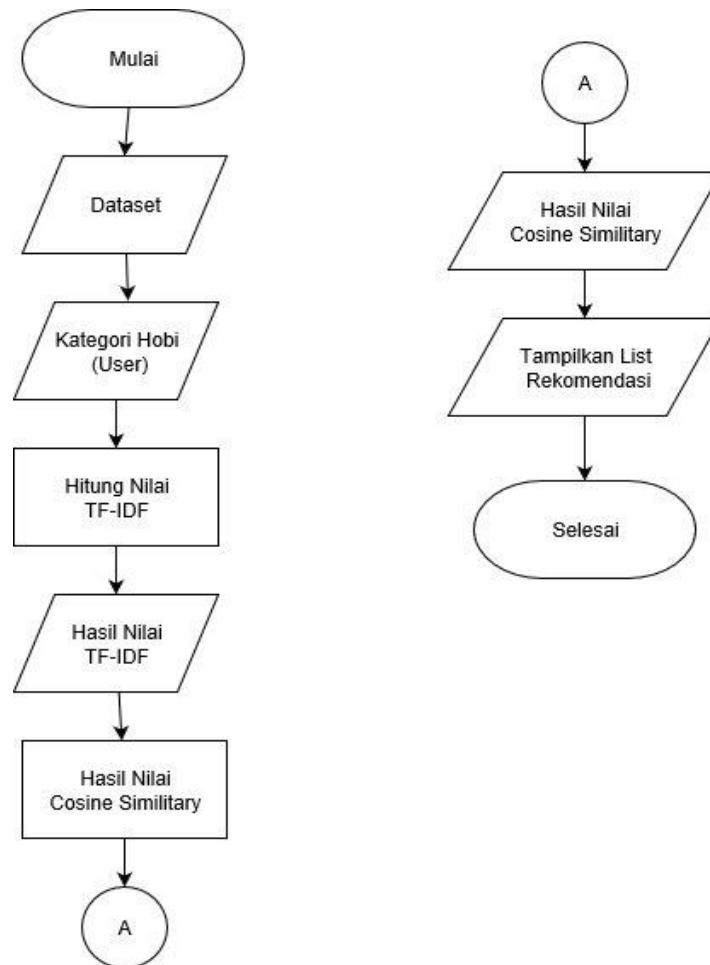 Mulai
Dataset
Kategori Hobi
(User)
Hitung Nilai
TF-IDF
Hasil Nilai
TF-IDF
Hasil Nilai
Cosine Similitary
A
A
Hasil Nilai
Cosine Similitary
Tampilkan List
Rekomendasi
Selesai